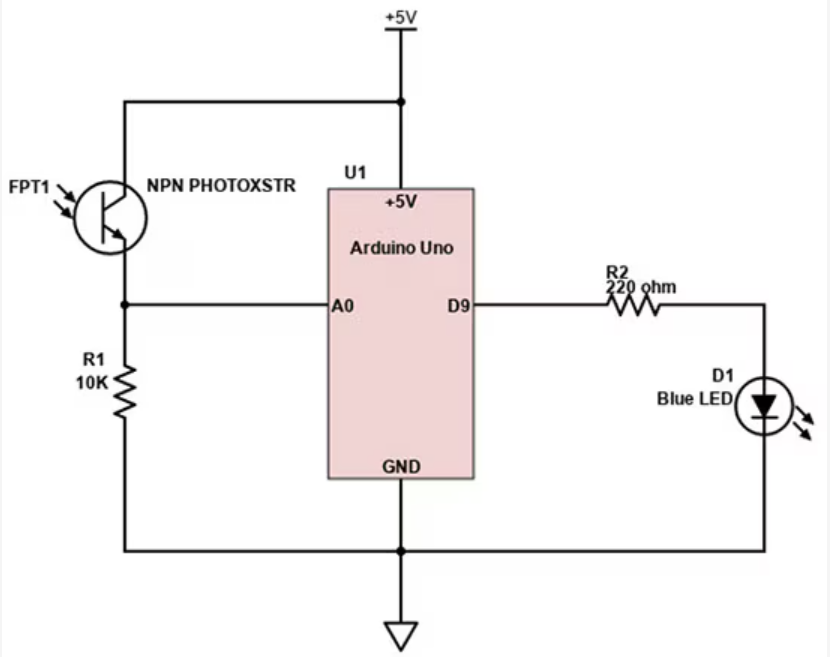 +5V
FPT1
NPN PHOTOXSTR
U1
+5V
Arduino Uno
A0
D9
R2
220 ohm
R1
10K
D1
Blue LED
GND